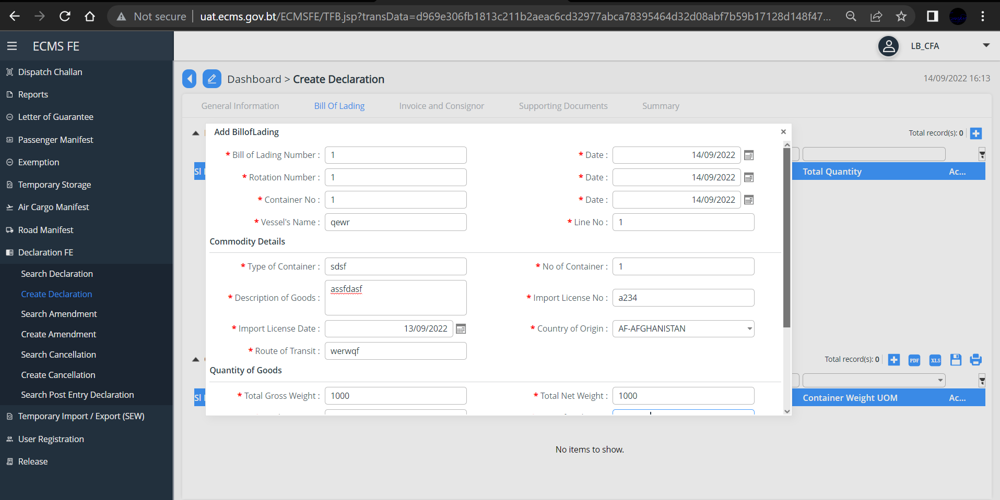 Not secure | uat.ecms.gov.bt/ECMSFE/TFB.jsp?transData=d969e306fb1813c211b2aeac6cd32977abca78395464d32d08abf7b59b17128d148f47...
ECMS FE
LB_CFA
Dispatch Challan
Reports
Letter of Guarantee
Passenger Manifest
Exemption
Temporary Storage
Air Cargo Manifest
Road Manifest
Declaration FE
Search Declaration
Create Declaration
Search Amendment
Create Amendment
Search Cancellation
Create Cancellation
Search Post Entry Declaration
Temporary Import / Export (SEW)
User Registration
Release
Dashboard > Create Declaration
14/09/2022 16:13
General Information Bill Of Lading Invoice and Consignor Supporting Documents Summary
Total record(s): 0
Sl
Total Quantity Ac...
Add BillofLading ×
* Bill of Lading Number : 1 * Date : 14/09/2022
* Rotation Number : 1 * Date : 14/09/2022
* Container No : 1 * Date : 14/09/2022
* Vessel's Name : qewr * Line No : 1
Commodity Details
* Type of Container : sdsf * No of Container : 1
* Description of Goods : assfdasf * Import License No : a234
* Import License Date : 13/09/2022 * Country of Origin : AF-AFGHANISTAN
* Route of Transit : werwqf
Quantity of Goods
* Total Gross Weight : 1000 * Total Net Weight : 1000
Total record(s): 0 PDF XLS
Sl
Container Weight UOM Ac...
No items to show.